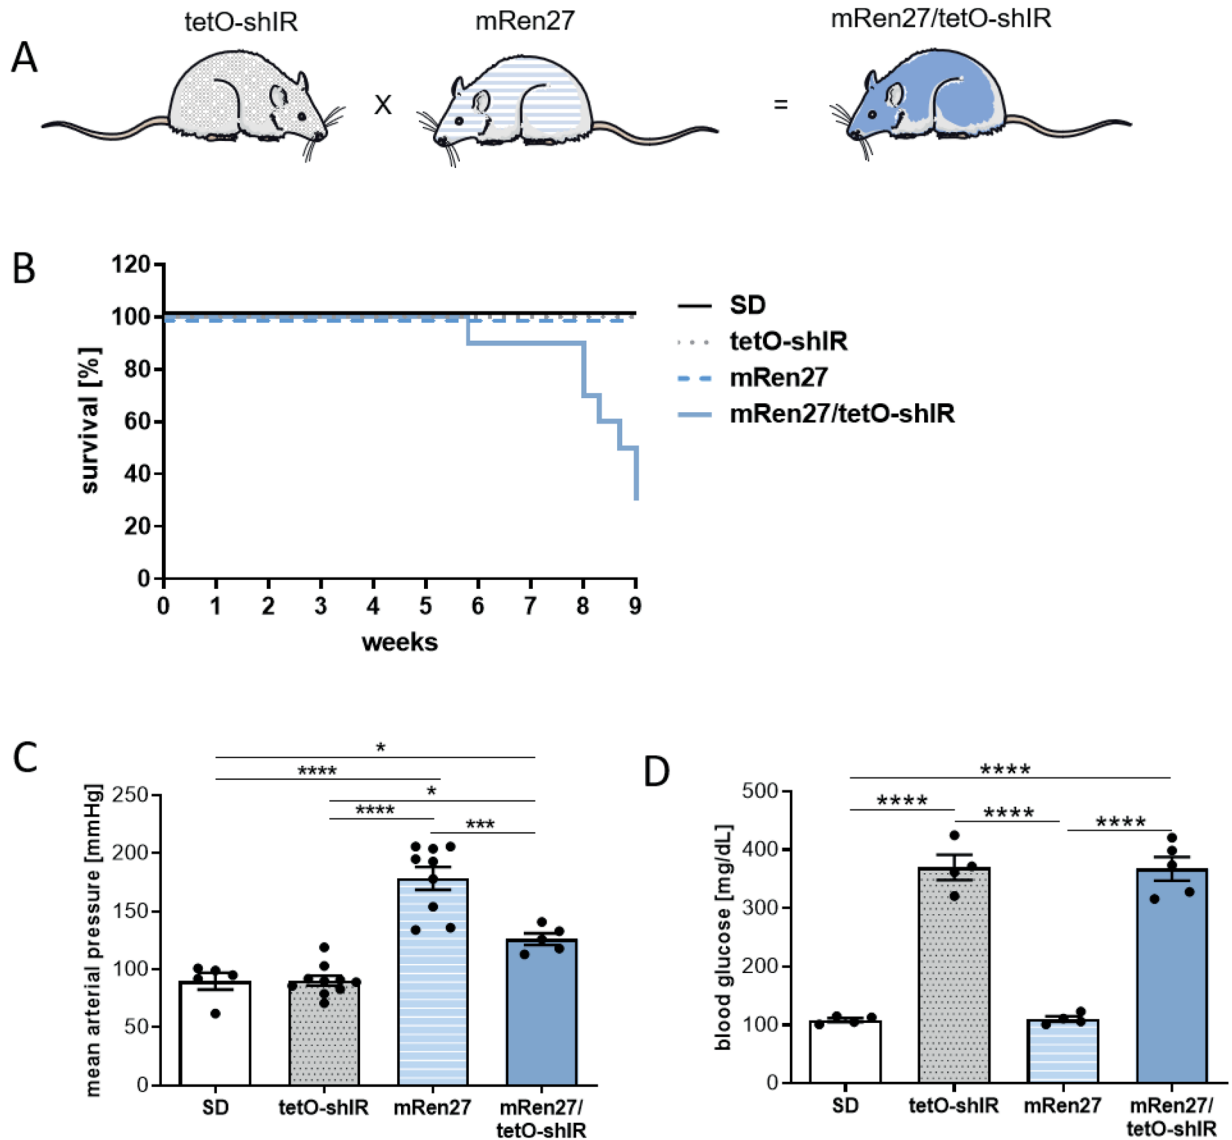 A
tetO-shIR
mRen27
mRen27/tetO-shIR
X
=
B
survival [%]
120
100
80
60
40
20
0
0 1 2 3 4 5 6 7 8 9
weeks
SD
tetO-shIR
mRen27
mRen27/tetO-shIR
C
mean arterial pressure [mmHg]
250
200
150
100
50
0
*
****
*
****
***
SD tetO-shIR mRen27 mRen27/
tetO-shIR
D
blood glucose [mg/dL]
500
400
300
200
100
0
****
****
****
****
SD tetO-shIR mRen27 mRen27/
tetO-shIR